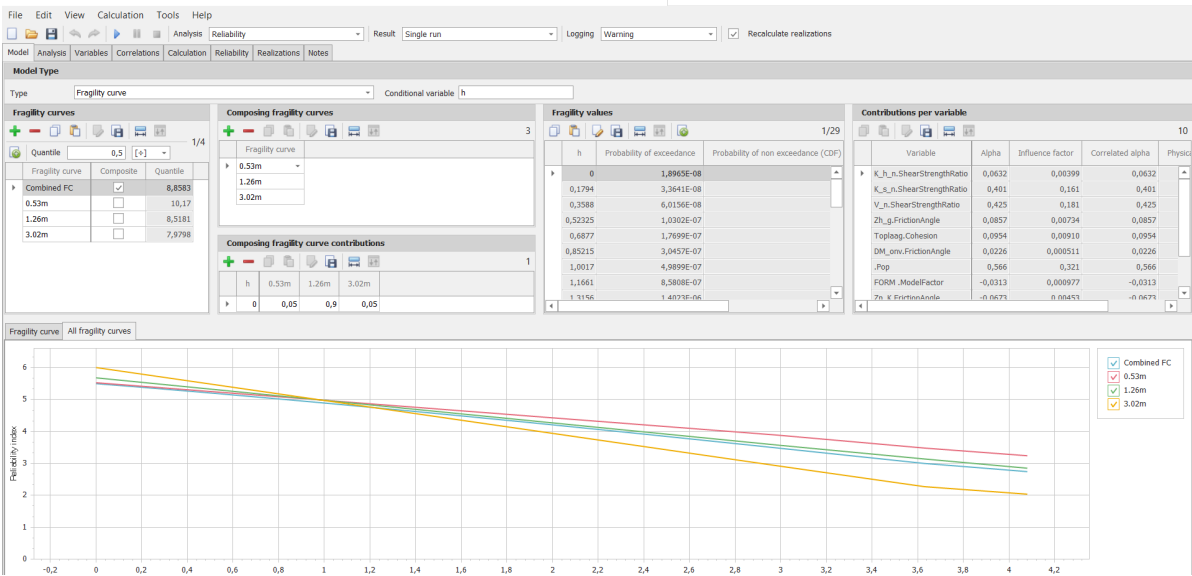 File Edit View Calculation Tools Help
Analysis Reliability Result Single run Logging Warning Recalculate realizations
Model Analysis Variables Correlations Calculation Reliability Realizations Notes
Model Type
Type Fragility curve Conditional variable h
Fragility curves
1/4
Quantile 0,5 [÷]
Fragility curve Composite Quantile
Combined FC 8,8583
0.53m 10,17
1.26m 8,5181
3.02m 7,9798
Composing fragility curves
3
Fragility curve
0.53m
1.26m
3.02m
Composing fragility curve contributions
1
h 0.53m 1.26m 3.02m
0 0,05 0,9 0,05
Fragility values
1/29
h Probability of exceedance Probability of non exceedance (CDF)
0 1,8965E-08
0,1794 3,3641E-08
0,3588 6,0156E-08
0,52325 1,0302E-07
0,6877 1,7699E-07
0,85215 3,0457E-07
1,0017 4,9899E-07
1,1661 8,5808E-07
1,3156 1,4023E-06
Contributions per variable
10
Variable Alpha Influence factor Correlated alpha Physica
K_h_n.ShearStrengthRatio 0,0632 0,00399 0,0632
K_s_n.ShearStrengthRatio 0,401 0,161 0,401
V_n.ShearStrengthRatio 0,425 0,181 0,425
Zh_g.FrictionAngle 0,0857 0,00734 0,0857
Toplaag.Cohesion 0,0954 0,00910 0,0954
DM_onv.FrictionAngle 0,0226 0,000511 0,0226
.Pop 0,566 0,321 0,566
FORM .ModelFactor -0,0313 0,000977 -0,0313
Zn_K.FrictionAngle -0,0673 0,00453 -0,0673
Fragility curve All fragility curves
Reliability index
6
5
4
3
2
1
0
-0,2 0 0,2 0,4 0,6 0,8 1 1,2 1,4 1,6 1,8 2 2,2 2,4 2,6 2,8 3 3,2 3,4 3,6 3,8 4 4,2
Combined FC
0.53m
1.26m
3.02m